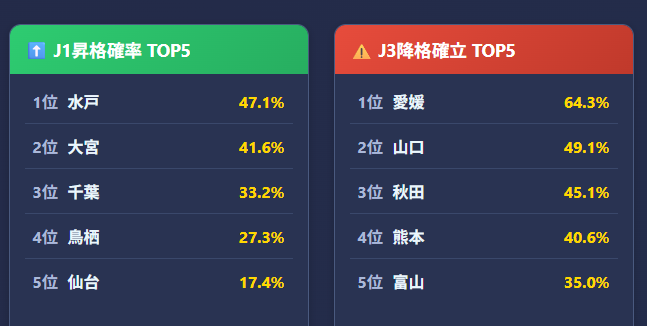 ⬆️ J1昇格確率 TOP5
1位 水戸 47.1%
2位 大宮 41.6%
3位 千葉 33.2%
4位 鳥栖 27.3%
5位 仙台 17.4%
⚠️ J3降格確立 TOP5
1位 愛媛 64.3%
2位 山口 49.1%
3位 秋田 45.1%
4位 熊本 40.6%
5位 富山 35.0%